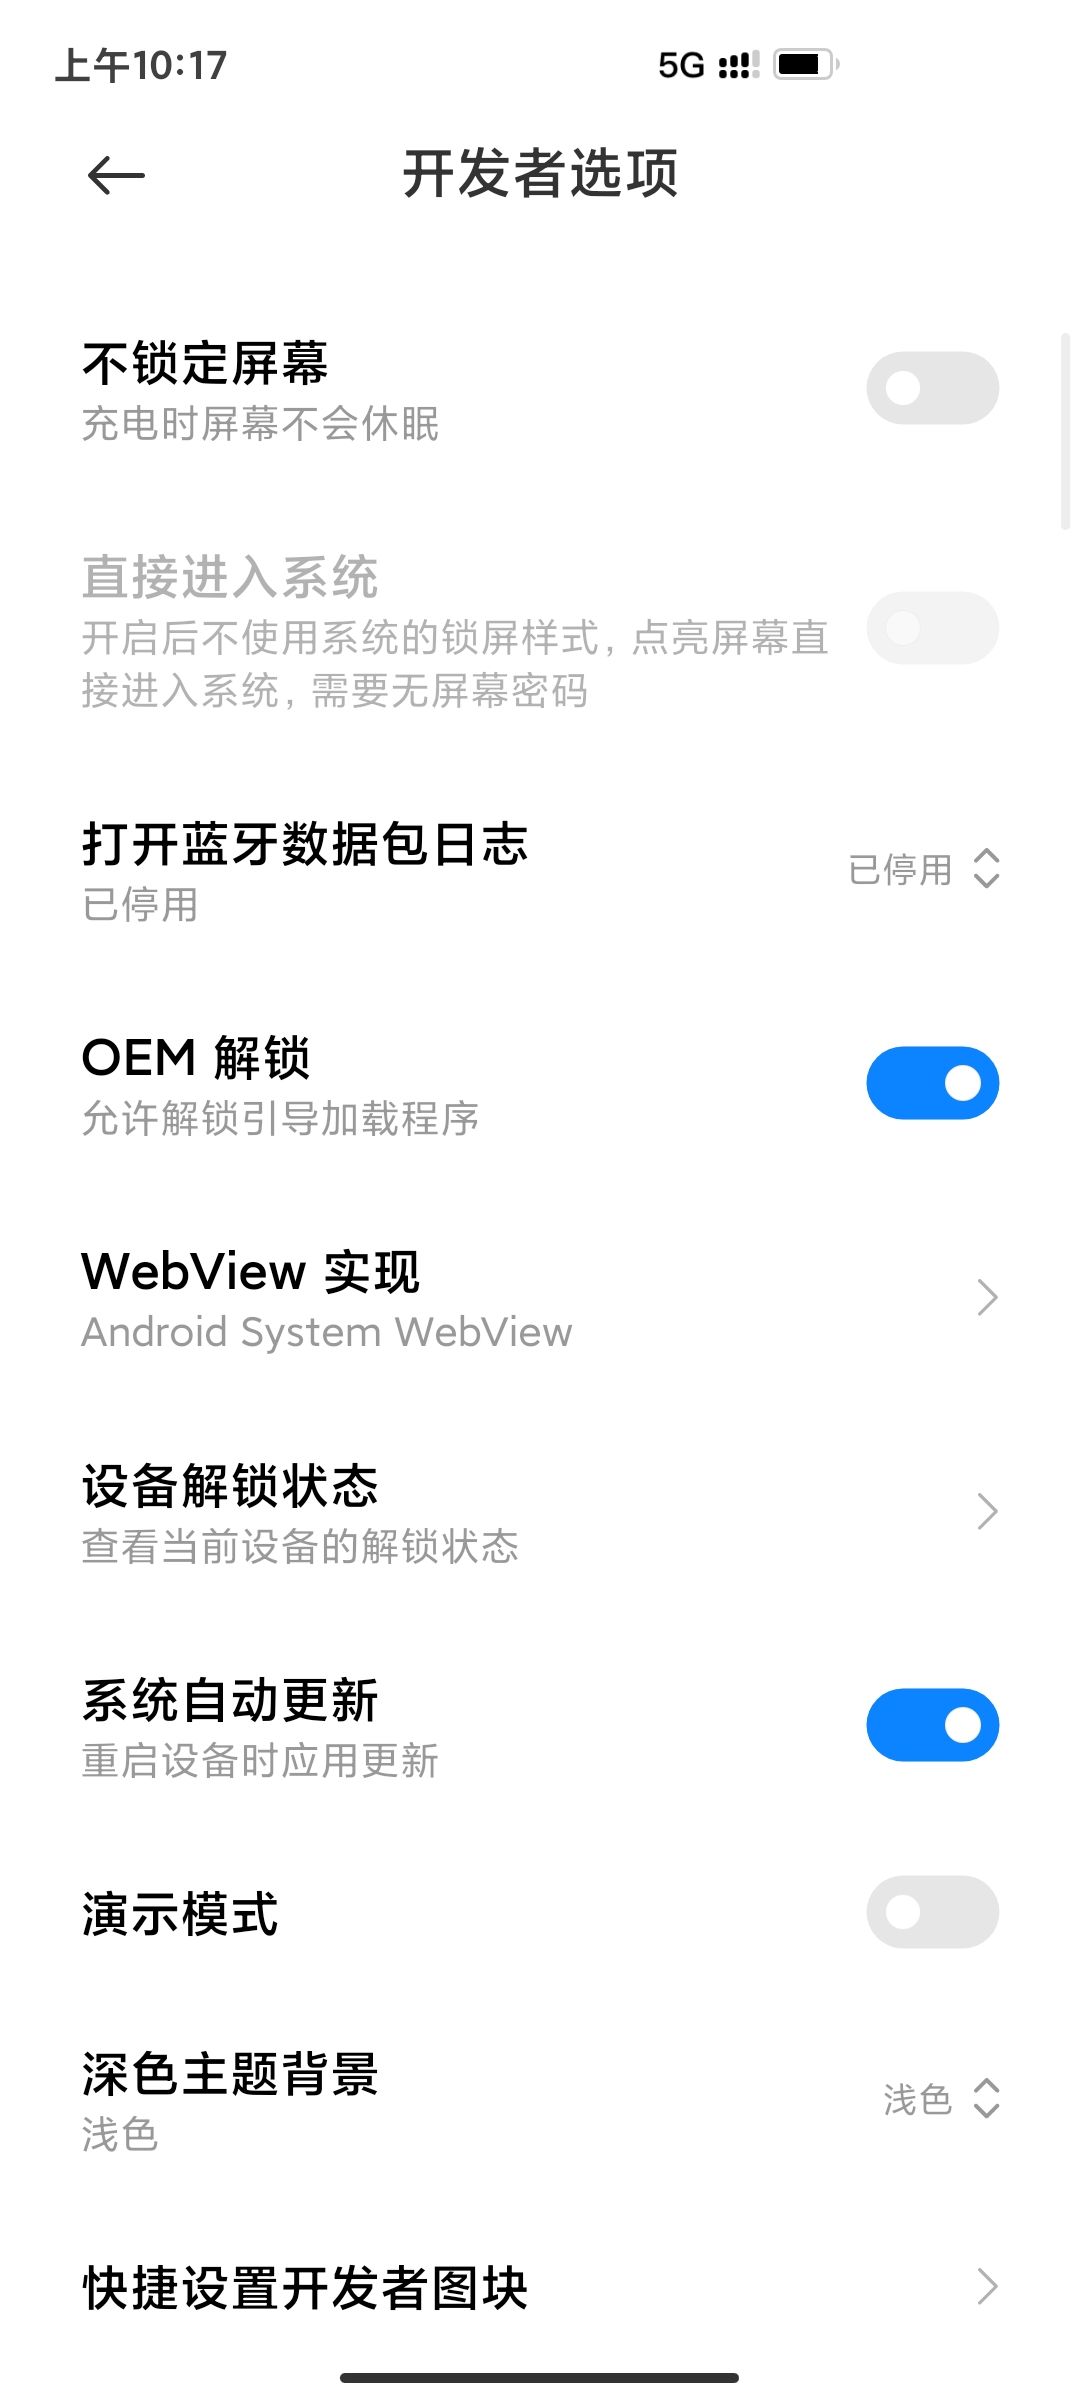 上午10:17
5G
开发者选项
不锁定屏幕
充电时屏幕不会休眠
直接进入系统
开启后不使用系统的锁屏样式，点亮屏幕直
接进入系统，需要无屏幕密码
打开蓝牙数据包日志
已停用
已停用
OEM 解锁
允许解锁引导加载程序
WebView 实现
Android System WebView
设备解锁状态
查看当前设备的解锁状态
系统自动更新
重启设备时应用更新
演示模式
深色主题背景
浅色
浅色
快捷设置开发者图块